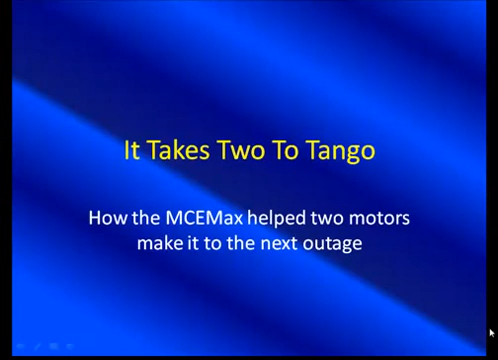 It Takes Two To Tango
How the MCEMax helped two motors
make it to the next outage